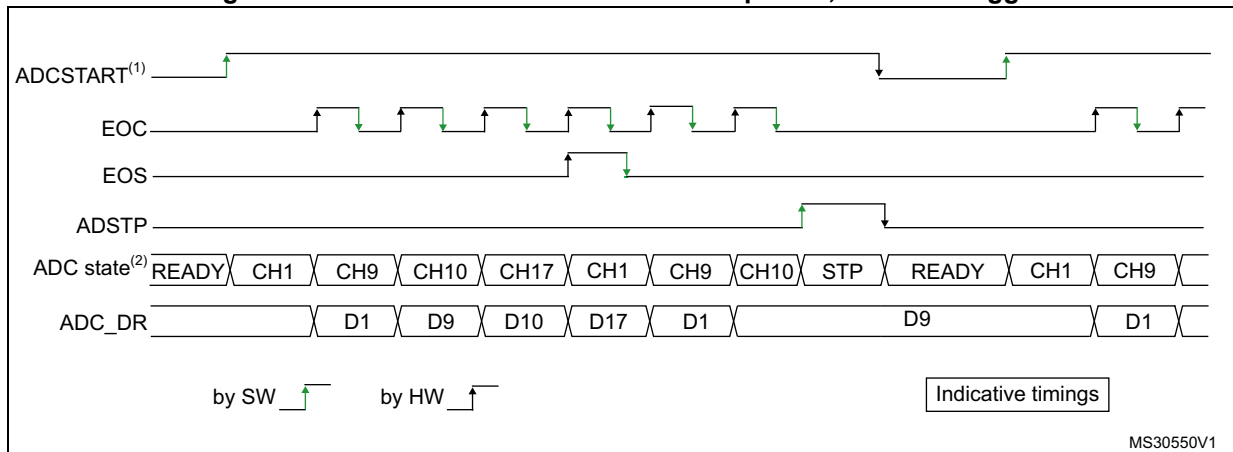 ADCSTART(1)
EOC
EOS
ADSTP
ADC state(2) READY CH1 CH9 CH10 CH17 CH1 CH9 CH10 STP READY CH1 CH9
ADC_DR D1 D9 D10 D17 D1 D9 D1
by SW by HW Indicative timings
MS30550V1